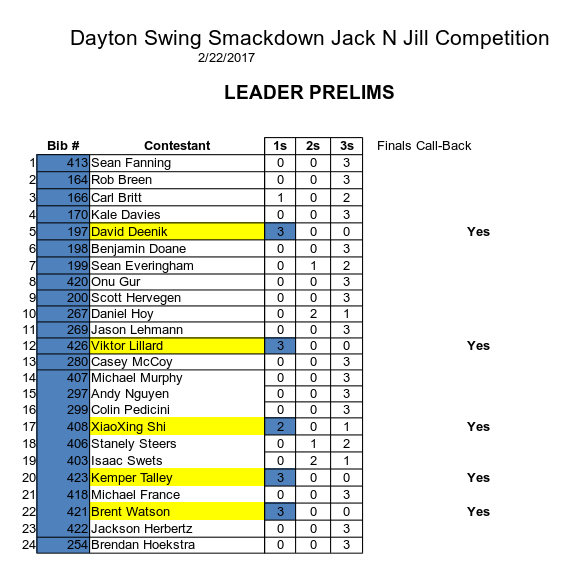 Dayton Swing Smackdown Jack N Jill Competition
2/22/2017
LEADER PRELIMS
Bib # Contestant 1s 2s 3s Finals Call-Back
1 413 Sean Fanning 0 0 3
2 164 Rob Breen 0 0 3
3 166 Carl Britt 1 0 2
4 170 Kale Davies 0 0 3
5 197 David Deenik 3 0 0 Yes
6 198 Benjamin Doane 0 0 3
7 199 Sean Everingham 0 1 2
8 420 Onu Gur 0 0 3
9 200 Scott Hervegen 0 0 3
10 267 Daniel Hoy 0 2 1
11 269 Jason Lehmann 0 0 3
12 426 Viktor Lillard 3 0 0 Yes
13 280 Casey McCoy 0 0 3
14 407 Michael Murphy 0 0 3
15 297 Andy Nguyen 0 0 3
16 299 Colin Pedicini 0 0 3
17 408 XiaoXing Shi 2 0 1 Yes
18 406 Stanely Steers 0 1 2
19 403 Isaac Swets 0 2 1
20 423 Kemper Talley 3 0 0 Yes
21 418 Michael France 0 0 3
22 421 Brent Watson 3 0 0 Yes
23 422 Jackson Herbertz 0 0 3
24 254 Brendan Hoekstra 0 0 3